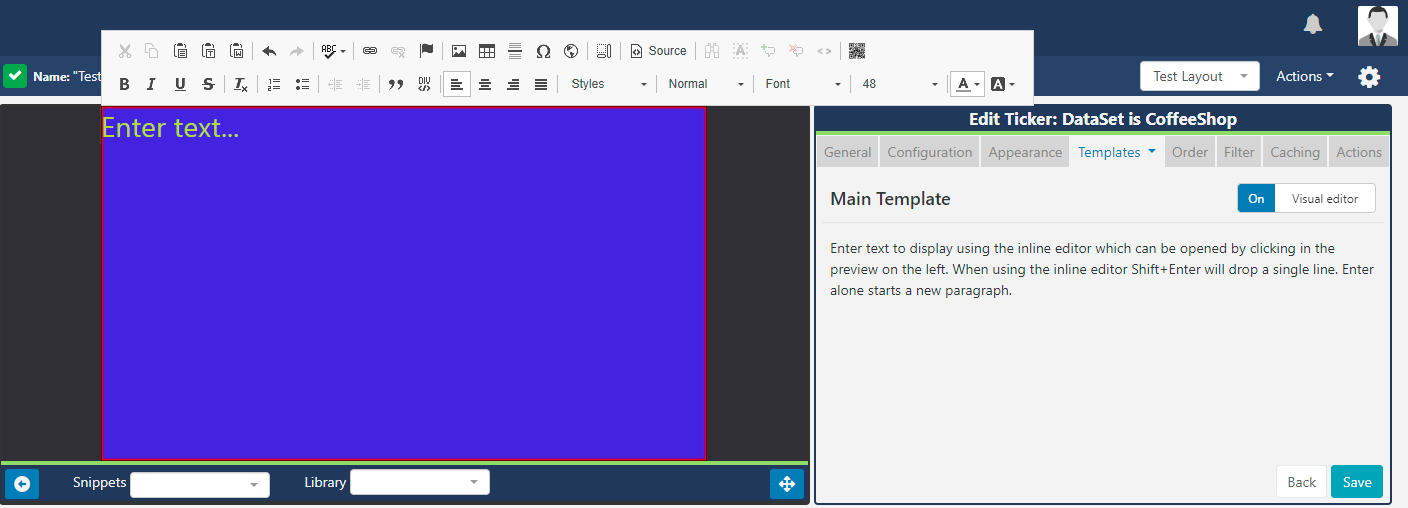 ABC
Source
B I U S Ix
DIV
Styles
Normal
Font
48
A
A
Name: "Test
Test Layout
Actions
Enter text...
Snippets
Library
Edit Ticker: DataSet is CoffeeShop
General
Configuration
Appearance
Templates
Order
Filter
Caching
Actions
Main Template
On
Visual editor
Enter text to display using the inline editor which can be opened by clicking in the
preview on the left. When using the inline editor Shift+Enter will drop a single line. Enter
alone starts a new paragraph.
Back
Save